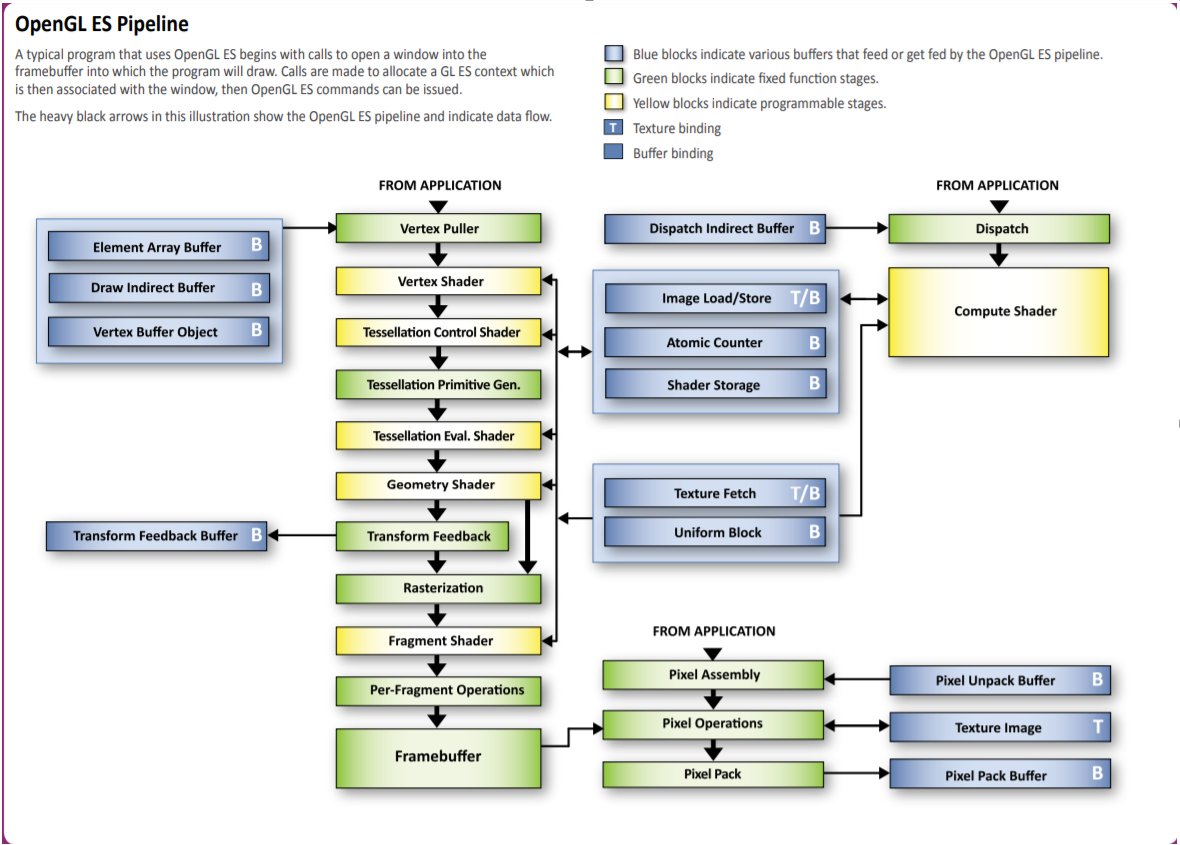 OpenGL ES Pipeline
A typical program that uses OpenGL ES begins with calls to open a window into the
framebuffer into which the program will draw. Calls are made to allocate a GL ES context which
is then associated with the window, then OpenGL ES commands can be issued.
The heavy black arrows in this illustration show the OpenGL ES pipeline and indicate data flow.
Blue blocks indicate various buffers that feed or get fed by the OpenGL ES pipeline.
Green blocks indicate fixed function stages.
Yellow blocks indicate programmable stages.
T Texture binding
Buffer binding
FROM APPLICATION
Element Array Buffer B
Draw Indirect Buffer B
Vertex Buffer Object B
Vertex Puller
Vertex Shader
Tessellation Control Shader
Tessellation Primitive Gen.
Tessellation Eval. Shader
Geometry Shader
Transform Feedback Buffer B
Transform Feedback
Rasterization
Fragment Shader
Per-Fragment Operations
Framebuffer
FROM APPLICATION
Dispatch Indirect Buffer B
Dispatch
Image Load/Store T/B
Atomic Counter B
Shader Storage B
Compute Shader
Texture Fetch T/B
Uniform Block B
FROM APPLICATION
Pixel Assembly
Pixel Unpack Buffer B
Pixel Operations
Texture Image T
Pixel Pack
Pixel Pack Buffer B